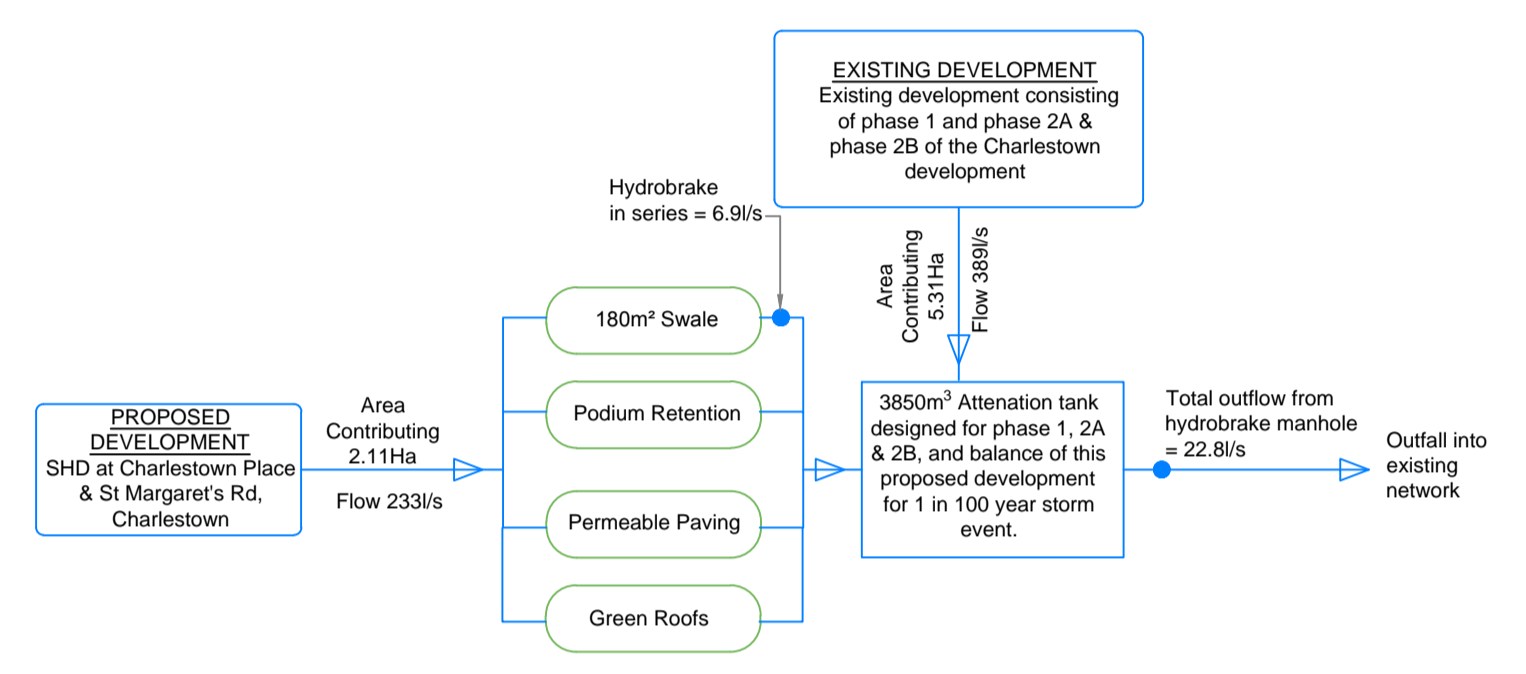 EXISTING DEVELOPMENT
Existing development consisting
of phase 1 and phase 2A &
phase 2B of the Charlestown
development
Hydrobrake
in series = 6.9l/s
Area
Contributing
5.31Ha
Flow 389l/s
180m² Swale
Podium Retention
Permeable Paving
Green Roofs
PROPOSED
DEVELOPMENT
SHD at Charlestown Place
& St Margaret's Rd,
Charlestown
Area
Contributing
2.11Ha
Flow 233l/s
3850m³ Attenation tank
designed for phase 1, 2A
& 2B, and balance of this
proposed development
for 1 in 100 year storm
event.
Total outflow from
hydrobrake manhole
= 22.8l/s
Outfall into
existing
network